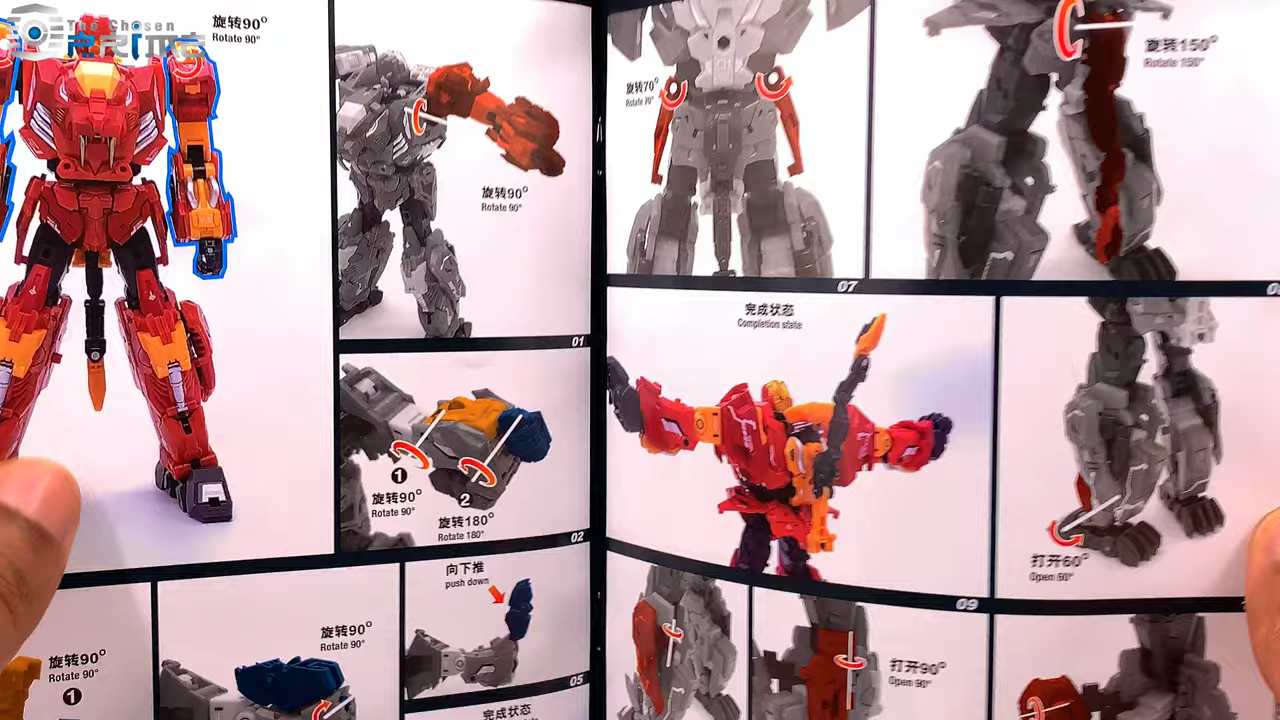 The Chosen
PRIME
旋转90°
Rotate 90°
旋转90°
Rotate 90°
01
1
旋转90°
Rotate 90°
2
旋转180°
Rotate 180°
02
旋转90°
Rotate 90°
1
旋转90°
Rotate 90°
向下推
push down
05
完成状态
旋转70°
Rotate 70°
07
旋转150°
Rotate 150°
完成状态
Completion state
09
打开60°
Open 60°
打开90°
Open 90°